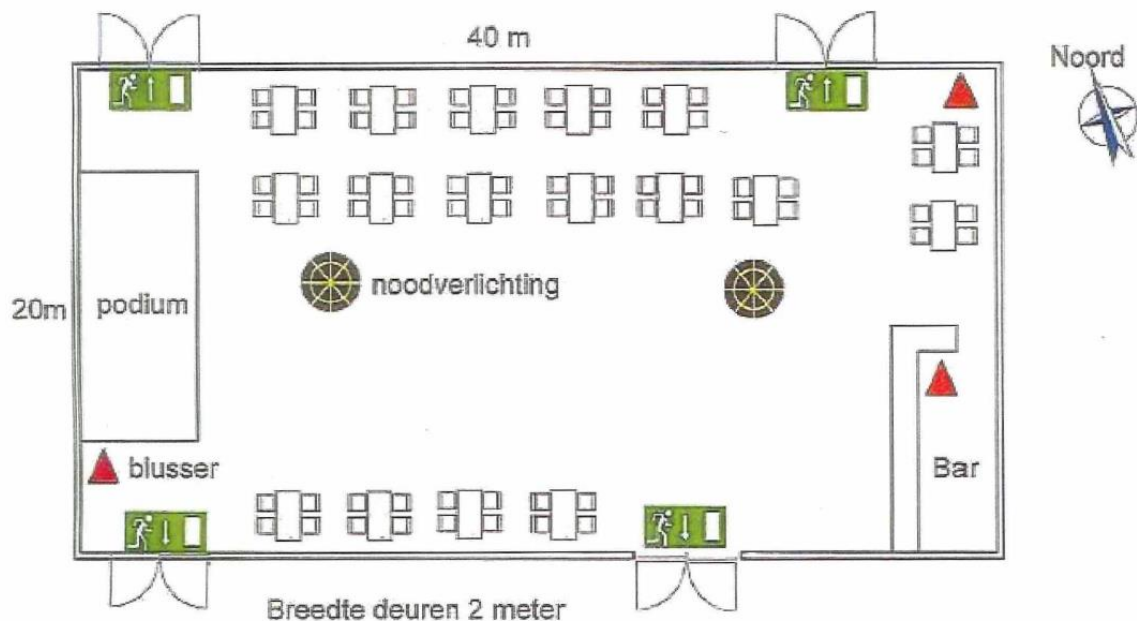 40 m
Noord
20m
podium
noodverlichting
blusser
Bar
Breedte deuren 2 meter